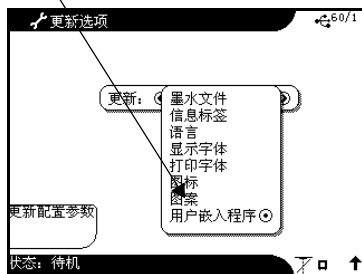 更新选项
60/1
更新：
墨水文件
信息标签
语言
显示字体
打印字体
图标
图案
用户嵌入程序
更新配置参数
状态：待机